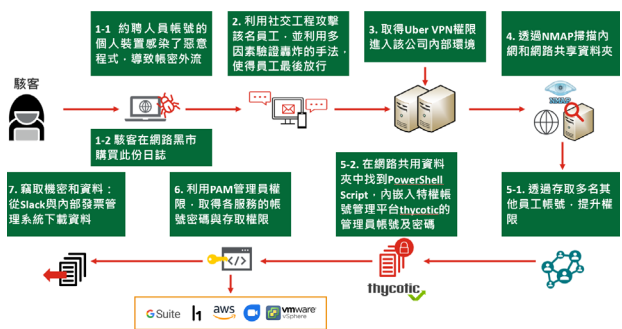 1-1 約聘人員帳號的
個人裝置感染了惡意
程式，導致帳密外流
2. 利用社交工程攻擊
該名員工，並利用多
因素驗證轟炸的手法，
使得員工最後放行
3. 取得Uber VPN權限
進入該公司內部環境
4. 透過NMAP掃描內
網和網路共享資料夾
駭客
NMAP
1-2 駭客在網路黑市
購買此份日誌
7. 竊取機密和資料：
從Slack與內部發票管
理系統下載資料
6. 利用PAM管理員權
限，取得各服務的帳
號密碼與存取權限
5-2. 在網路共用資料
夾中找到PowerShell
Script，內嵌入特權帳
號管理平台thycotic的
管理員帳號及密碼
5-1. 透過存取多名其
他員工帳號，提升權
限
thycotic
G Suite
aws
vmware
vSphere